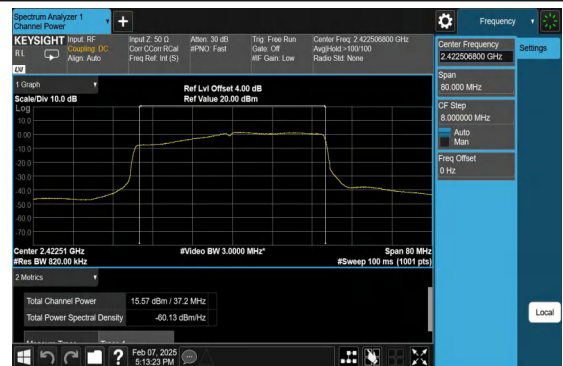 Spectrum Analyzer 1
Channel Power
+
Frequency
KEYSIGHT
Input: RF
Coupling: DC
Align: Auto
Input Z: 50 Ω
Corr CCorr RCal
Freq Ref: Int (S)
Atten: 30 dB
#PNO: Fast
Trig: Free Run
Gate: Off
#IF Gain: Low
Center Freq: 2.422506800 GHz
Avg|Hold:>100/100
Radio Std: None
RL
LXI
1 Graph
Scale/Div 10.0 dB
Ref Lvl Offset 4.00 dB
Ref Value 20.00 dBm
Log
10.0
0.00
-10.0
-20.0
-30.0
-40.0
-50.0
-60.0
-70.0
Center 2.42251 GHz
#Res BW 820.00 kHz
#Video BW 3.0000 MHz*
Span 80 MHz
#Sweep 100 ms (1001 pts)
2 Metrics
Total Channel Power 15.57 dBm / 37.2 MHz
Total Power Spectral Density -60.13 dBm/Hz
Feb 07, 2025
5:13:23 PM
?
Center Frequency
2.422506800 GHz
Span
80.000 MHz
CF Step
8.000000 MHz
Auto
Man
Freq Offset
0 Hz
Settings
Local